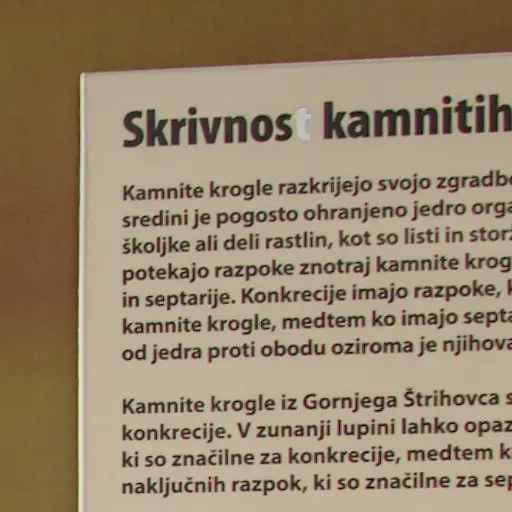 Skrivnost kamnitih
Kamnite krogle razkrijejo svojo zgradb
sredini je pogosto ohranjeno jedro orga
školjke ali deli rastlin, kot so listi in storž
potekajo razpoke znotraj kamnite krog
in septarije. Konkrecije imajo razpoke, k
kamnite krogle, medtem ko imajo septa
od jedra proti obodu oziroma je njihova
Kamnite krogle iz Gornjega Štrihovca s
konkrecije. V zunanji lupini lahko opaz
ki so značilne za konkrecije, medtem k
naključnih razpok, ki so značilne za sep